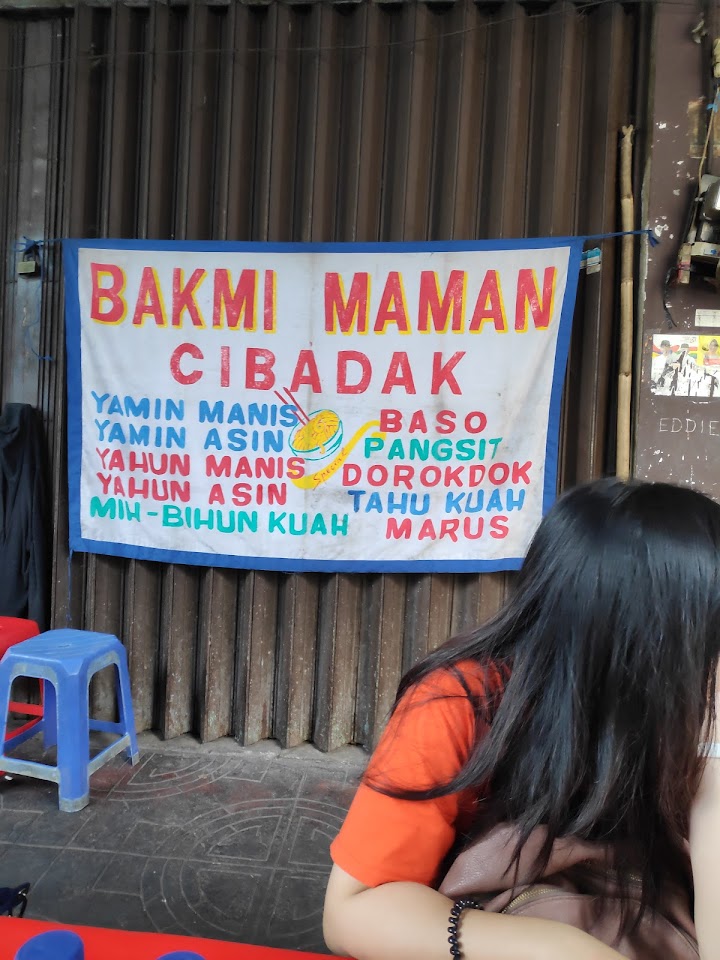 BAKMI MAMAN
CIBADAK
YAMIN MANIS
YAMIN ASIN
YAHUN MANIS
YAHUN ASIN
MIH-BIHUN KUAH
Special
BASO
PANGSIT
DOROKDOK
TAHU KUAH
MARUS
EDDIE